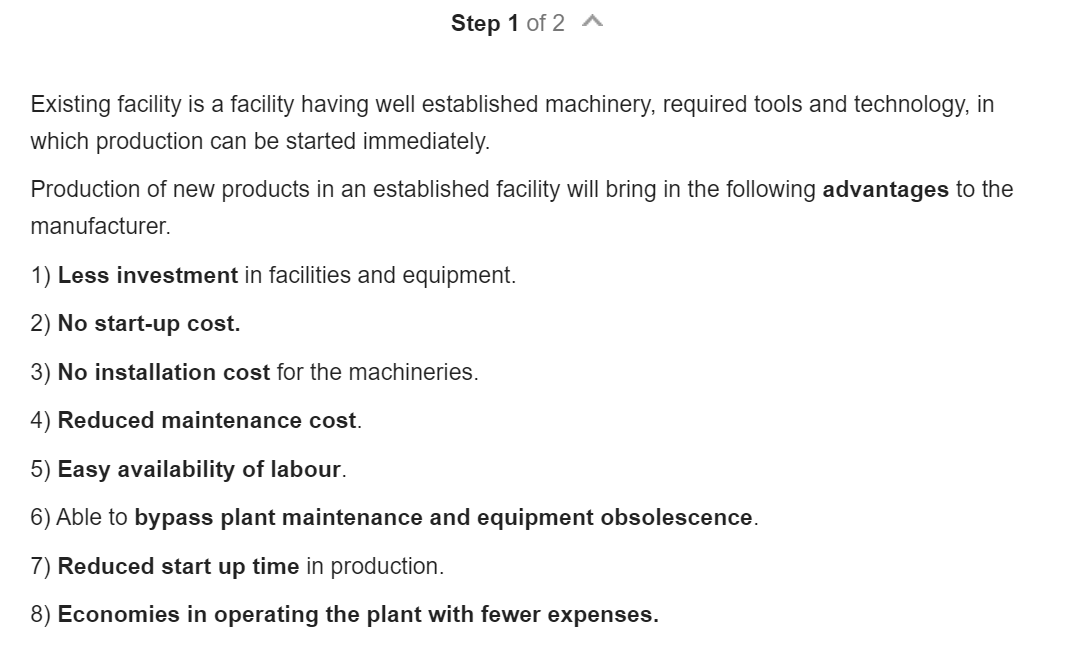 Step 1 of 2
Existing facility is a facility having well established machinery, required tools and technology, in
which production can be started immediately.
Production of new products in an established facility will bring in the following advantages to the
manufacturer.
1) Less investment in facilities and equipment.
2) No start-up cost.
3) No installation cost for the machineries.
4) Reduced maintenance cost.
5) Easy availability of labour.
6) Able to bypass plant maintenance and equipment obsolescence.
7) Reduced start up time in production.
8) Economies in operating the plant with fewer expenses.